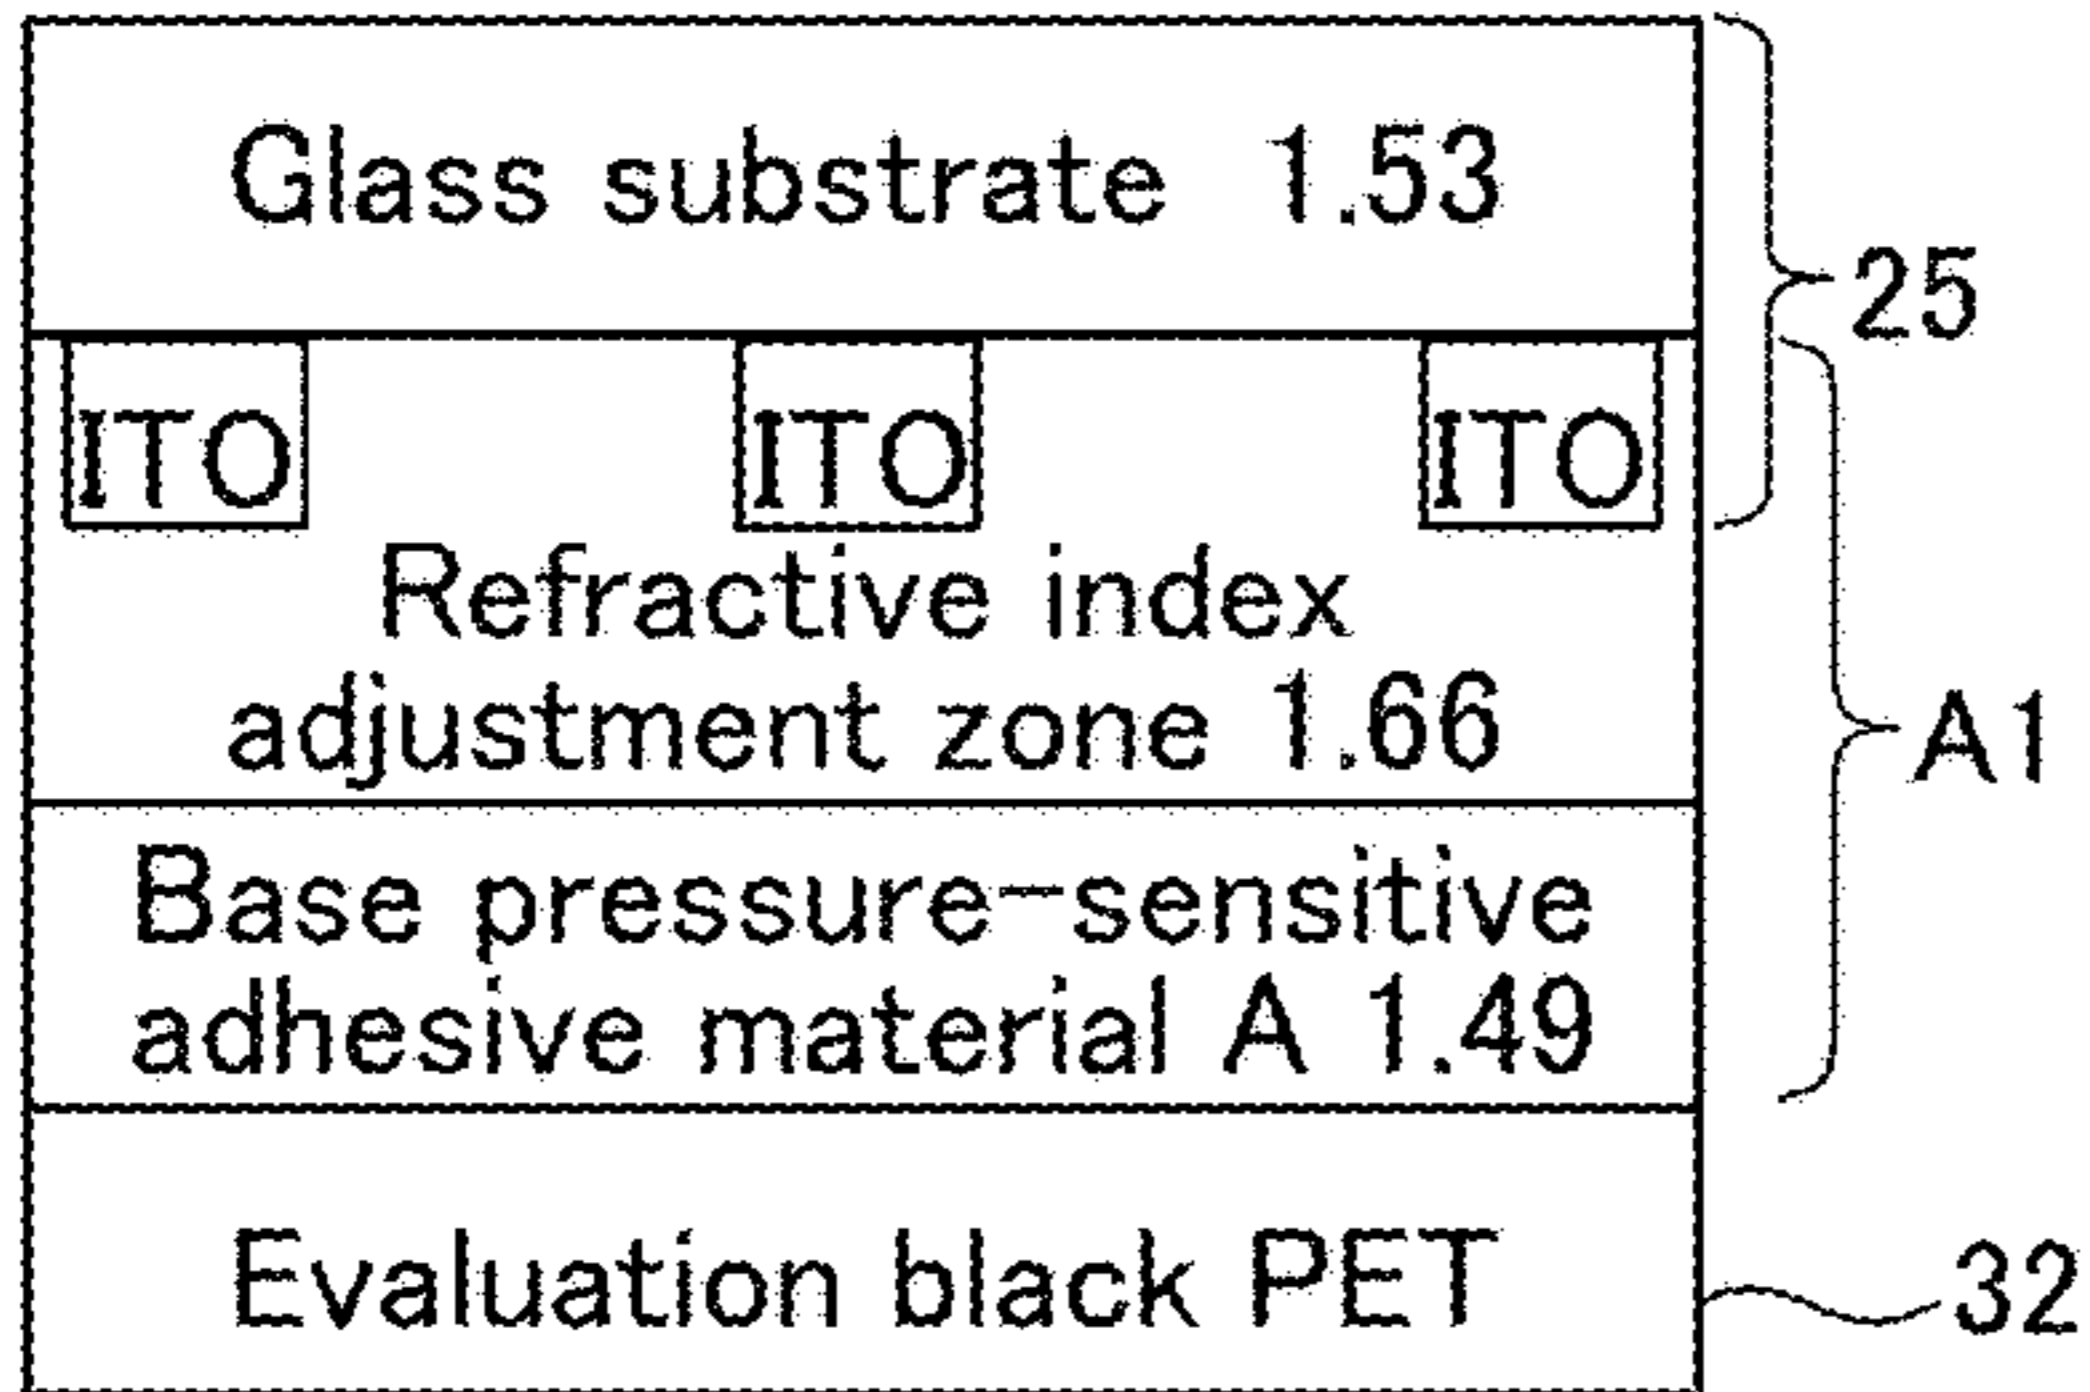 Glass substrate 1.53
25
ITO ITO ITO
Refractive index
adjustment zone 1.66
A1
Base pressure-sensitive
adhesive material A 1.49
Evaluation black PET
32